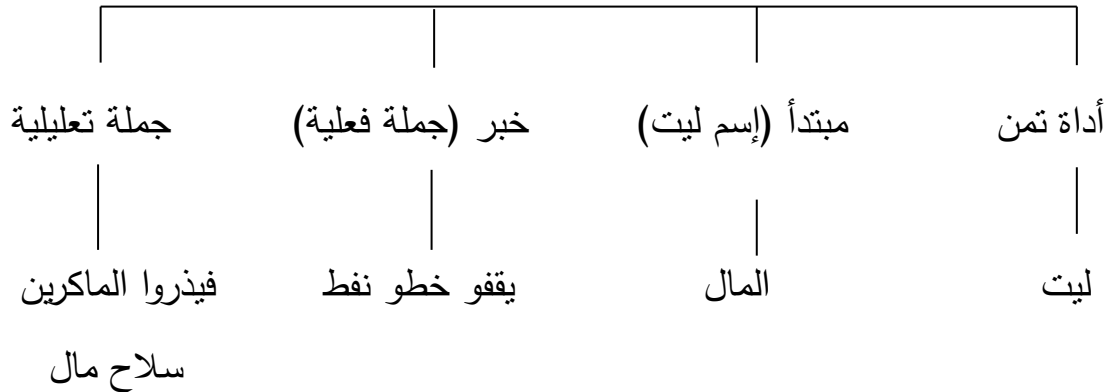 أداة تمن
مبتدأ (إسم ليت)
خبر (جملة فعلية)
جملة تعليلية
ليت
المال
يقفو خطو نفط
فيذروا الماكرين
سلاح مال